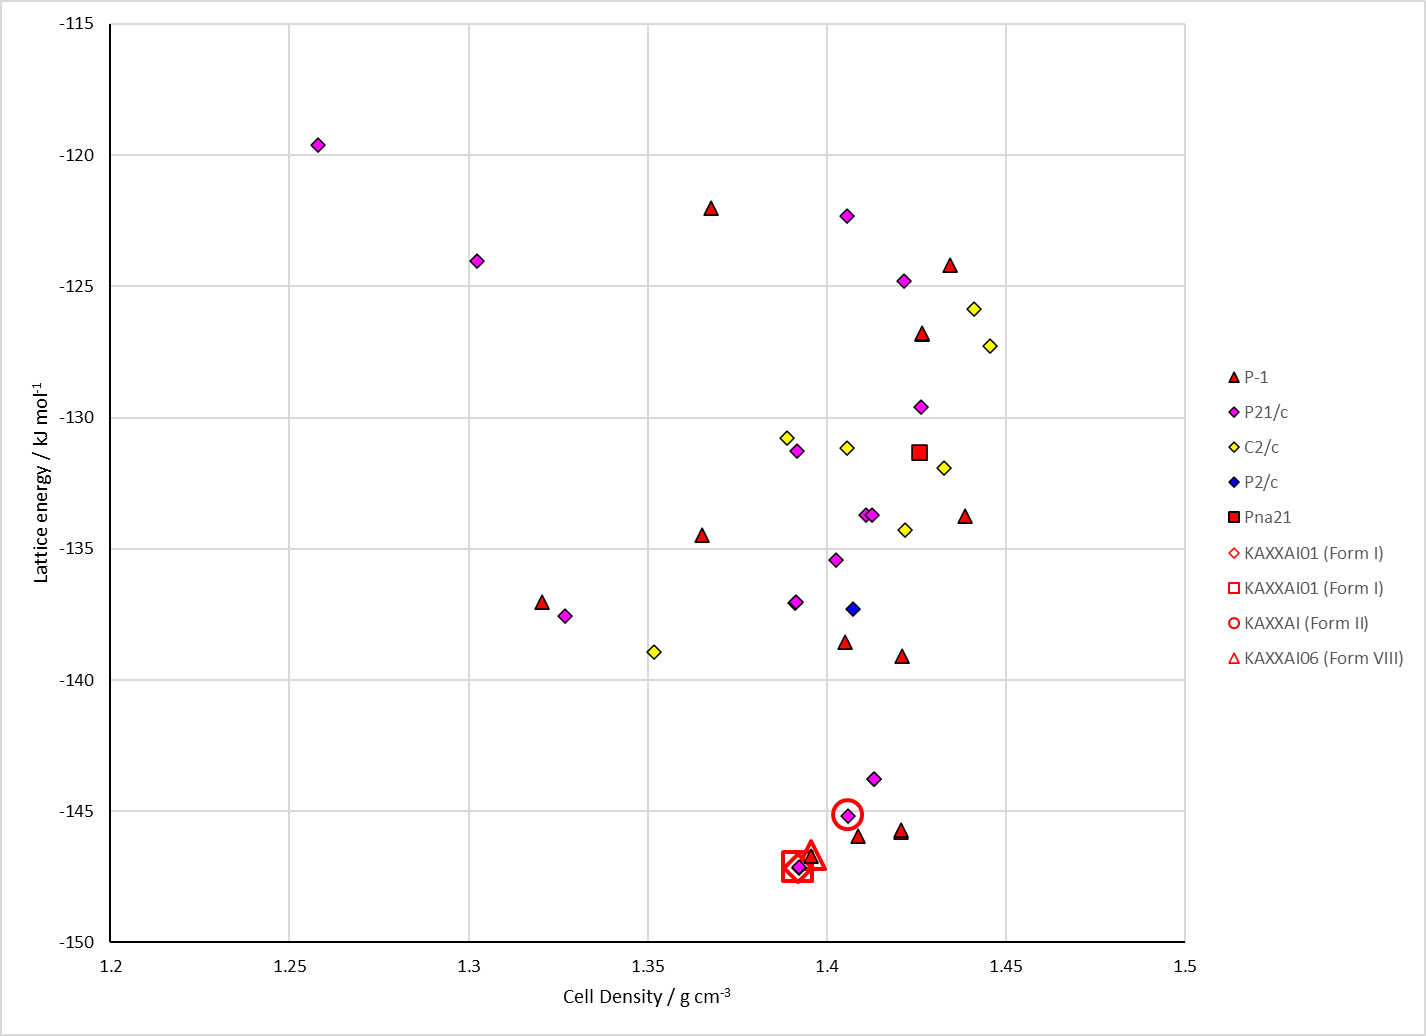 -115
-120
-125
-130
-135
-140
-145
-150
Lattice energy / kJ mol-1
1.2 1.25 1.3 1.35 1.4 1.45 1.5
Cell Density / g cm-3
P-1
P21/c
C2/c
P2/c
Pna21
KAXXAI01 (Form I)
KAXXAI01 (Form I)
KAXXAI (Form II)
KAXXAI06 (Form VIII)